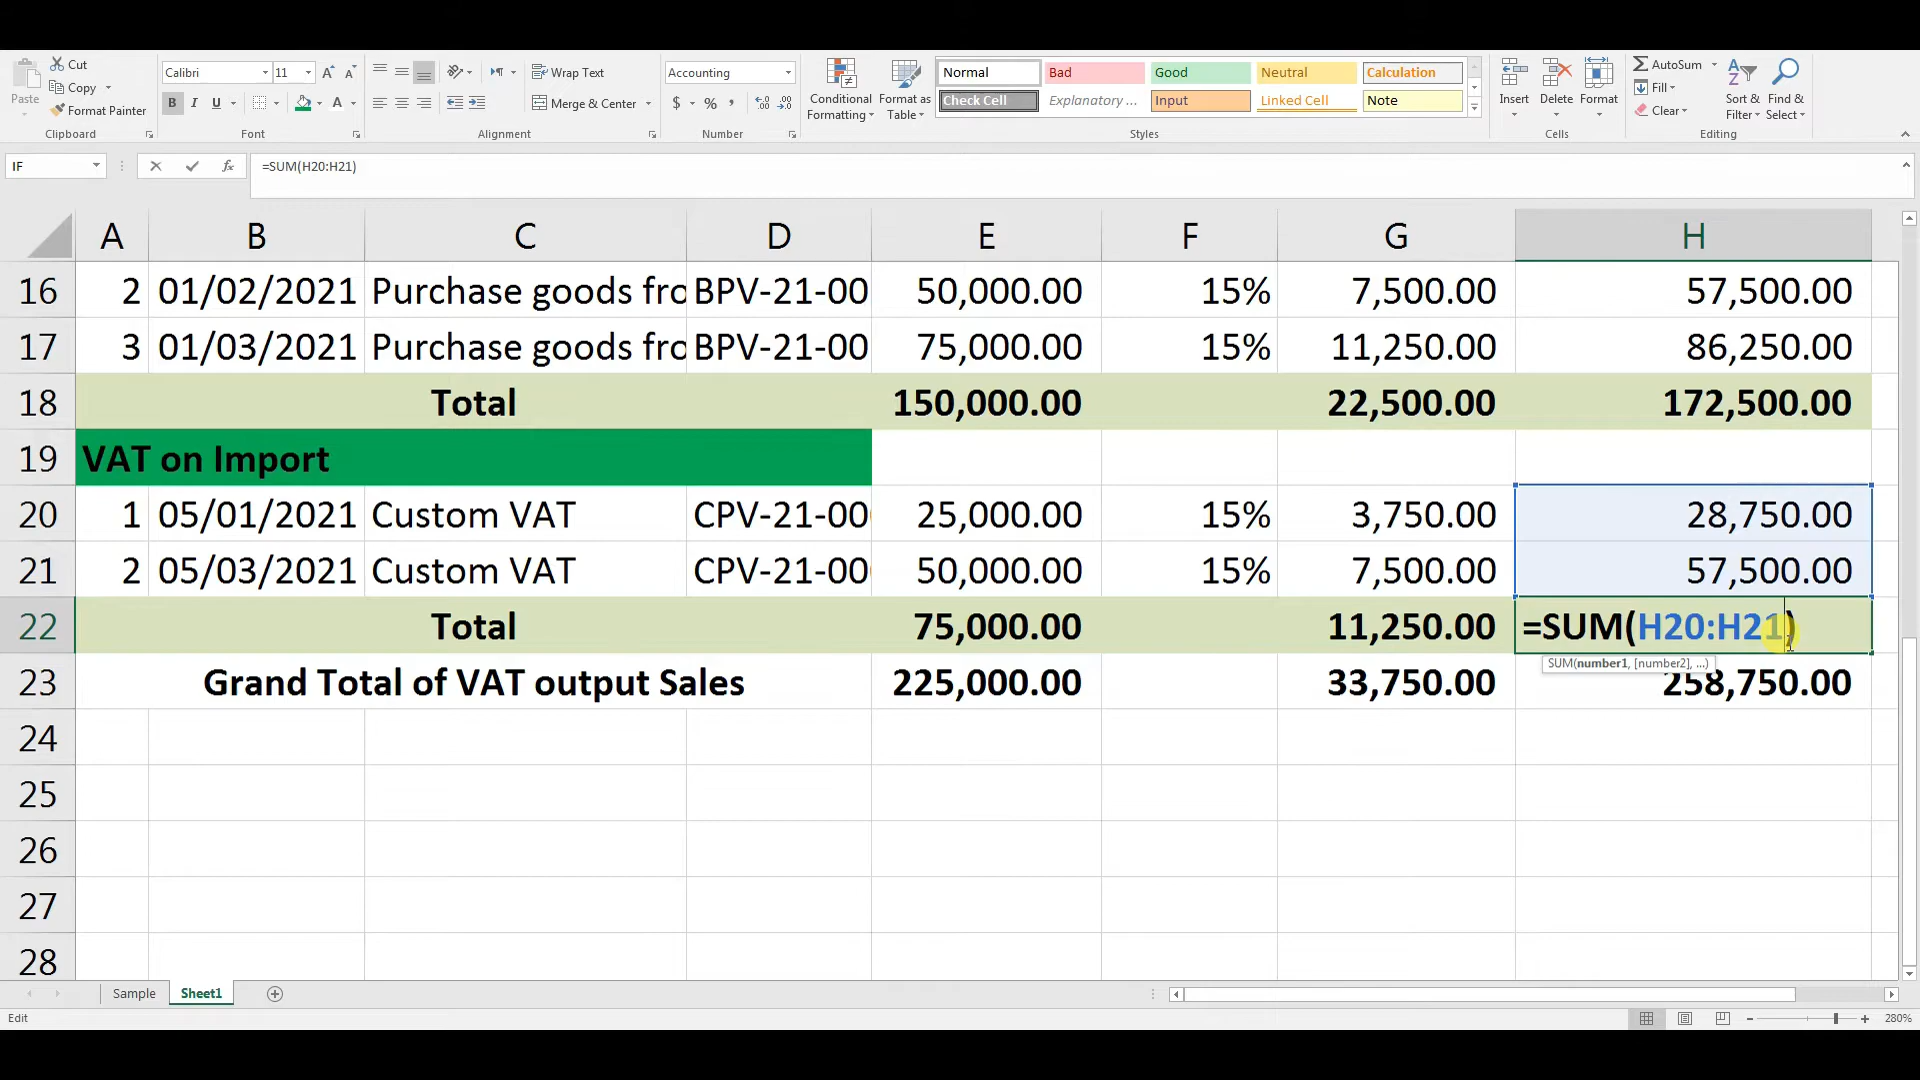 Cut
Copy
Format Painter
Paste
Clipboard
Calibri 11
B I U
Font
Wrap Text
Merge & Center
Alignment
Accounting
$ % ,
Number
Conditional Formatting
Format as Table
Normal Bad Good Neutral Calculation
Check Cell Explanatory ... Input Linked Cell Note
Styles
Insert Delete Format
Cells
AutoSum
Fill
Clear
Sort & Filter
Find & Select
Editing
IF fx =SUM(H20:H21)
A B C D E F G H
16 2 01/02/2021 Purchase goods fro BPV-21-00 50,000.00 15% 7,500.00 57,500.00
17 3 01/03/2021 Purchase goods fro BPV-21-00 75,000.00 15% 11,250.00 86,250.00
18 Total 150,000.00 22,500.00 172,500.00
19 VAT on Import
20 1 05/01/2021 Custom VAT CPV-21-00 25,000.00 15% 3,750.00 28,750.00
21 2 05/03/2021 Custom VAT CPV-21-00 50,000.00 15% 7,500.00 57,500.00
22 Total 75,000.00 11,250.00 =SUM(H20:H21)
SUM(number1, [number2], ...)
23 Grand Total of VAT output Sales 225,000.00 33,750.00 258,750.00
24
25
26
27
28
Sample Sheet1
Edit 280%